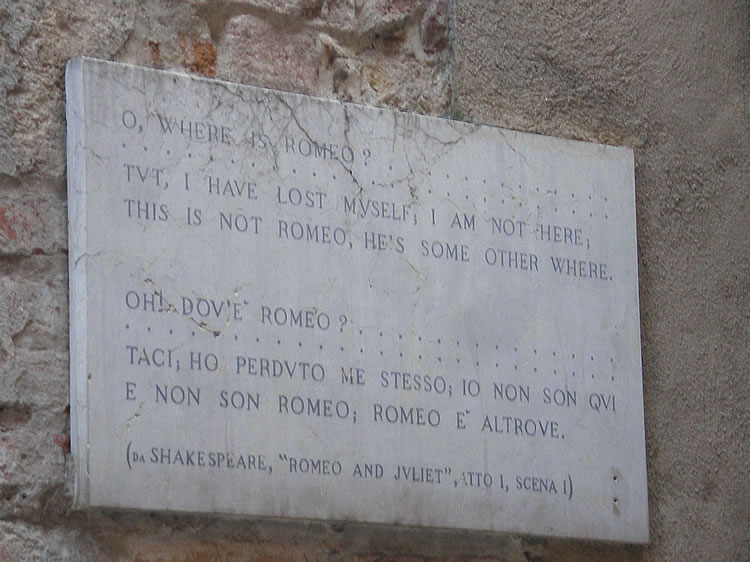 O, WHERE IS ROMEO? . . . . . . . . . . . . .
. . . . . . . . . . . . . . . . . . . . . . . . . . . . .
TVT, I HAVE LOST MYSELF; I AM NOT HERE;
THIS IS NOT ROMEO, HE'S SOME OTHER WHERE.
OH! DOV'E' ROMEO? . . . . . . . . . . . . . . .
. . . . . . . . . . . . . . . . . . . . . . . . . . . . .
TACI; HO PERDVTO ME STESSO; IO NON SON QVI
E NON SON ROMEO; ROMEO E' ALTROVE.
(DA SHAKESPEARE, "ROMEO AND JVLIET", ATTO I, SCENA I)